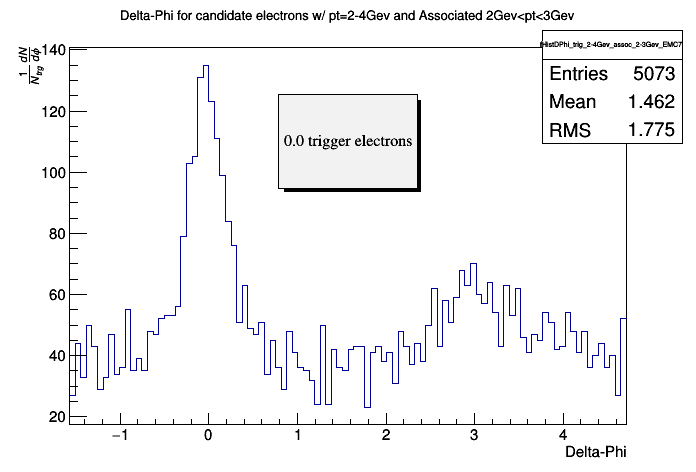 Delta-Phi for candidate electrons w/ pt=2-4Gev and Associated 2Gev<pt<3Gev
fHistDPhi_trig_2-4Gev_assoc_2-3Gev_EMC7
Entries 5073
Mean 1.462
RMS 1.775
1 dN
N_trg dϕ
140
120
100
80
60
40
20
0.0 trigger electrons
−1 0 1 2 3 4
Delta-Phi